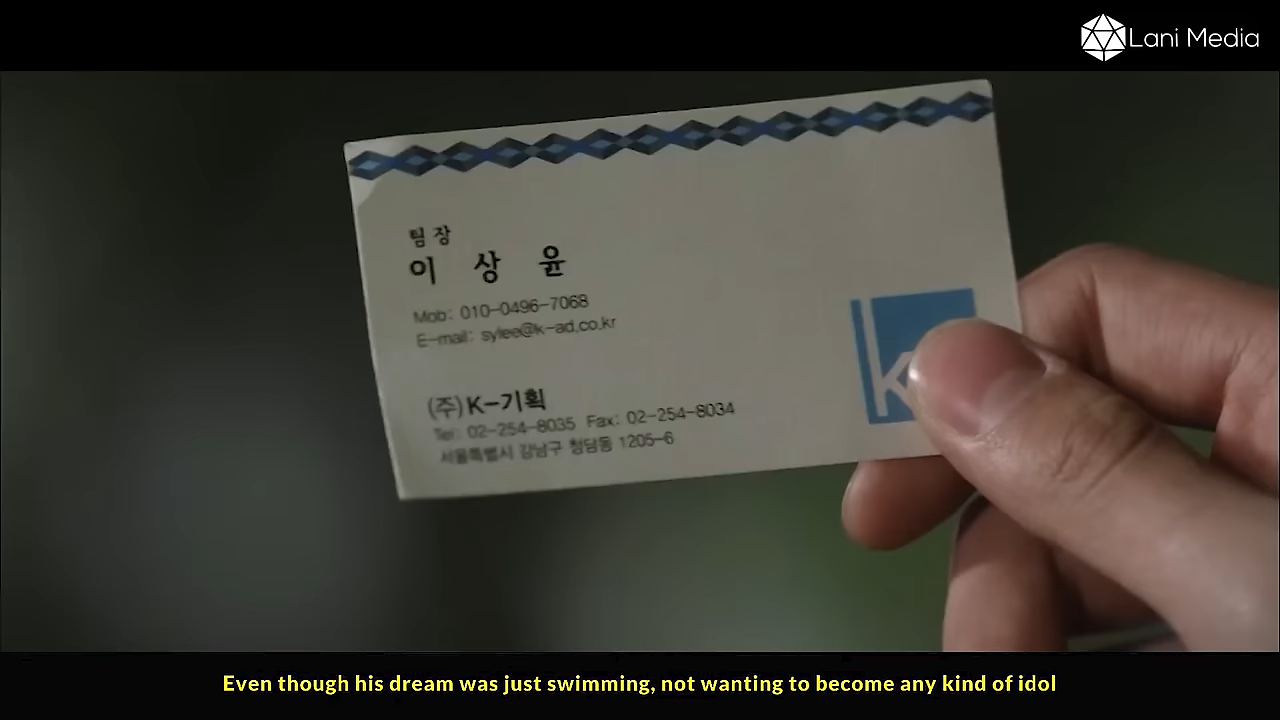 Lani Media
팀 장
이 상 윤
Mob: 010-0496-7068
E-mail: sylee@k-ad.co.kr
(주)K-기획
Tel: 02-254-8035 Fax: 02-254-8034
서울특별시 강남구 청담동 1205-6
k
Even though his dream was just swimming, not wanting to become any kind of idol